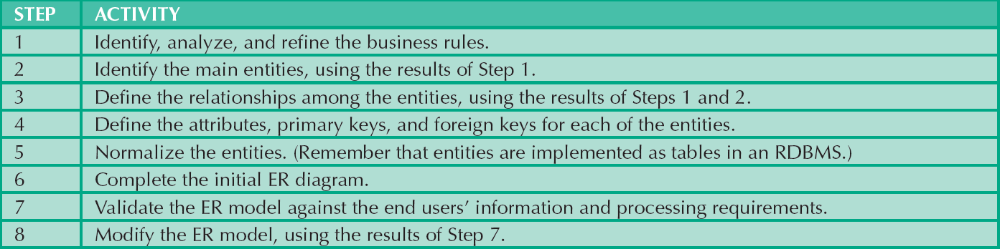 STEP ACTIVITY
1 Identify, analyze, and refine the business rules.
2 Identify the main entities, using the results of Step 1.
3 Define the relationships among the entities, using the results of Steps 1 and 2.
4 Define the attributes, primary keys, and foreign keys for each of the entities.
5 Normalize the entities. (Remember that entities are implemented as tables in an RDBMS.)
6 Complete the initial ER diagram.
7 Validate the ER model against the end users’ information and processing requirements.
8 Modify the ER model, using the results of Step 7.